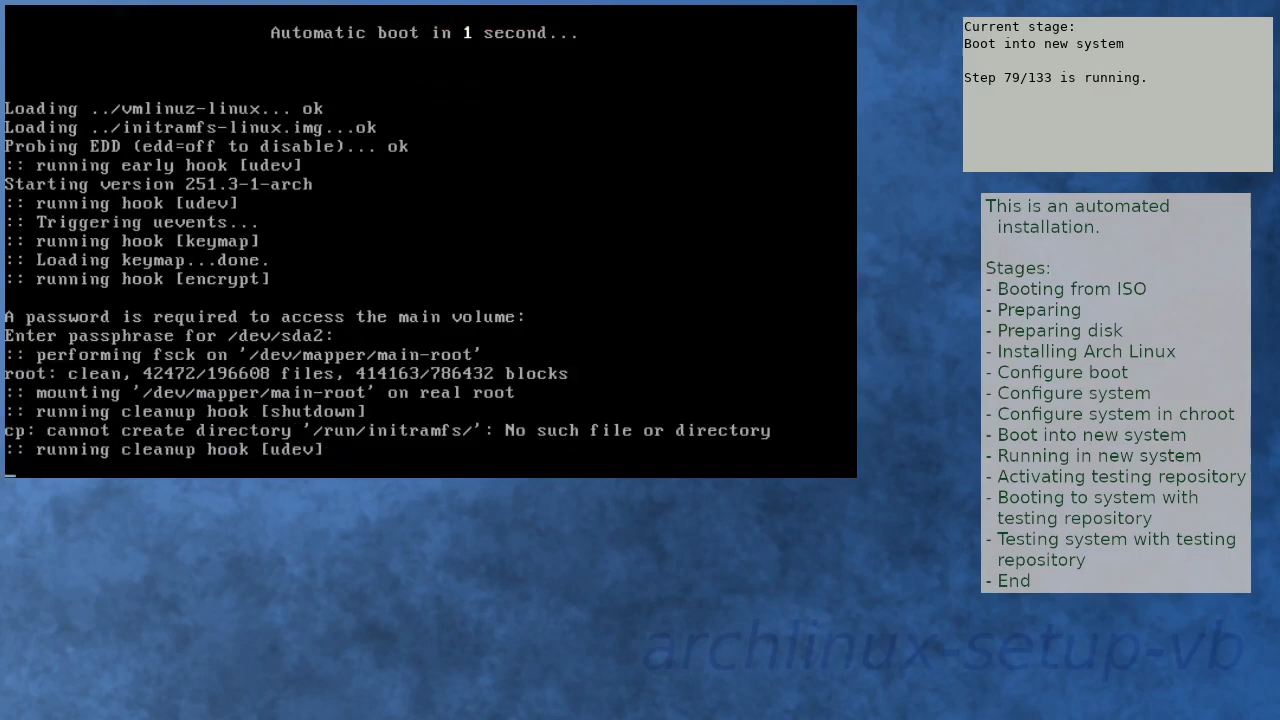 Automatic boot in 1 second...
Loading ../vmlinuz-linux... ok
Loading ../initramfs-linux.img...ok
Probing EDD (edd=off to disable)... ok
:: running early hook [udev]
Starting version 251.3-1-arch
:: running hook [udev]
:: Triggering uevents...
:: running hook [keymap]
:: Loading keymap...done.
:: running hook [encrypt]
A password is required to access the main volume:
Enter passphrase for /dev/sda2:
:: performing fsck on '/dev/mapper/main-root'
root: clean, 42472/196608 files, 414163/786432 blocks
:: mounting '/dev/mapper/main-root' on real root
:: running cleanup hook [shutdown]
cp: cannot create directory '/run/initramfs/': No such file or directory
:: running cleanup hook [udev]
_
Current stage:
Boot into new system
Step 79/133 is running.
This is an automated
installation.
Stages:
- Booting from ISO
- Preparing
- Preparing disk
- Installing Arch Linux
- Configure boot
- Configure system
- Configure system in chroot
- Boot into new system
- Running in new system
- Activating testing repository
- Booting to system with
testing repository
- Testing system with testing
repository
- End
archlinux-setup-vb